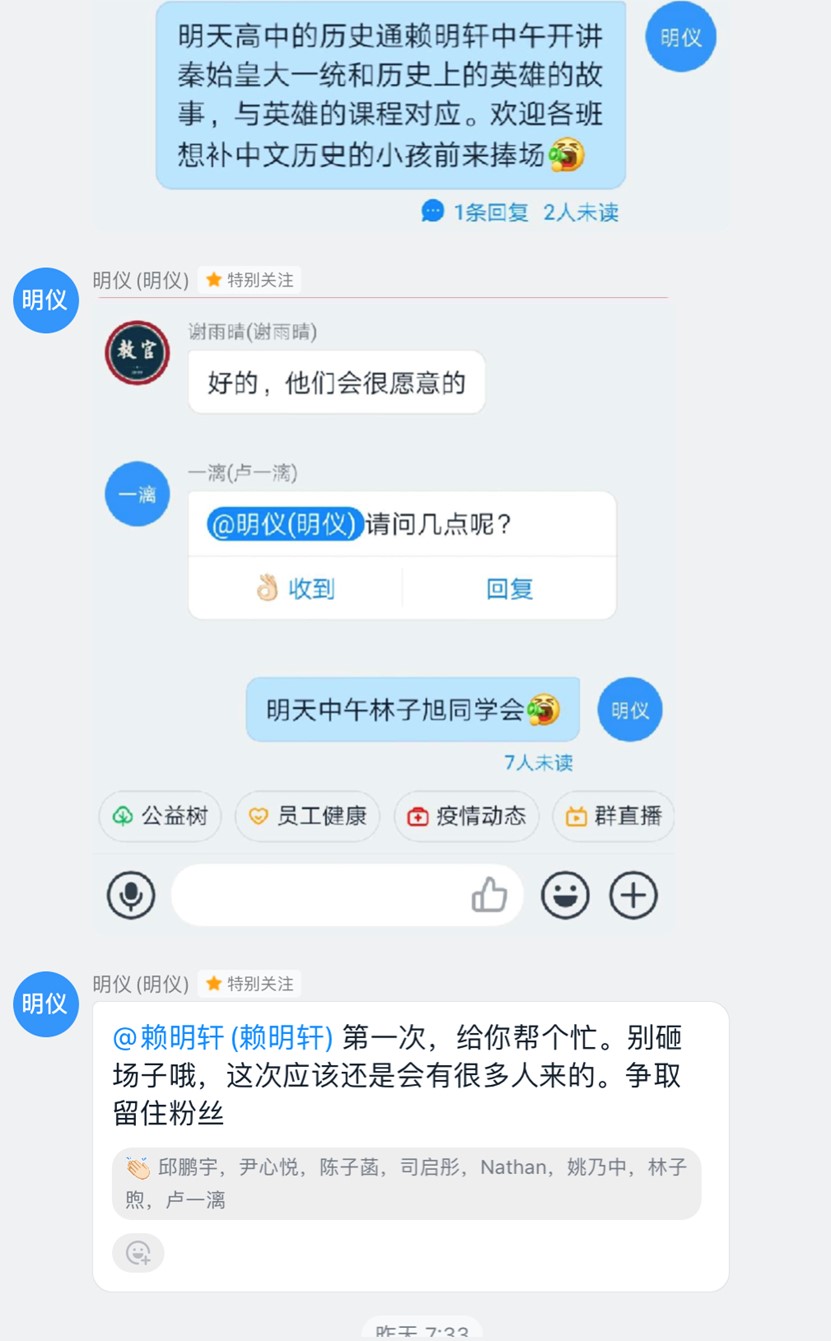 明天高中的历史通赖明轩中午开讲
秦始皇大一统和历史上的英雄的故
事，与英雄的课程对应。欢迎各班
想补中文历史的小孩前来捧场
明仪
1条回复 2人未读
明仪
明仪(明仪) 特别关注
教官
谢雨晴(谢雨晴)
好的，他们会很愿意的
一漓
一漓(卢一漓)
@明仪(明仪)请问几点呢？
👌 收到 回复
明天中午林子旭同学会
明仪
7人未读
公益树 员工健康 疫情动态 群直播
明仪
明仪(明仪) 特别关注
@赖明轩(赖明轩) 第一次，给你帮个忙。别砸
场子哦，这次应该还是会有很多人来的。争取
留住粉丝
👏 邱鹏宇，尹心悦，陈子菡，司启彤，Nathan，姚乃中，林子
煦，卢一漓
昨天 7:33